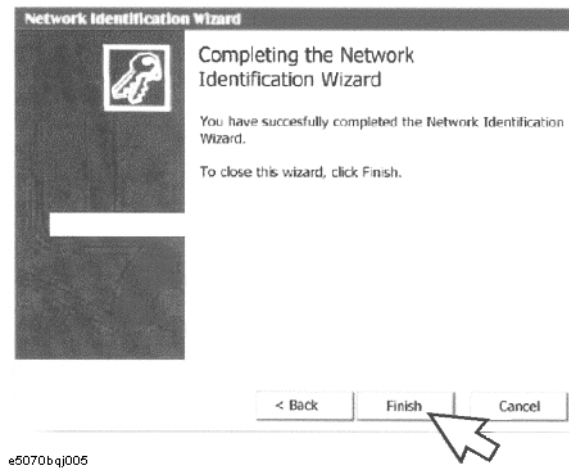 Network Identification Wizard
Completing the Network
Identification Wizard
You have succesfully completed the Network Identification
Wizard.
To close this wizard, click Finish.
< Back
Finish
Cancel
e5070bqj005